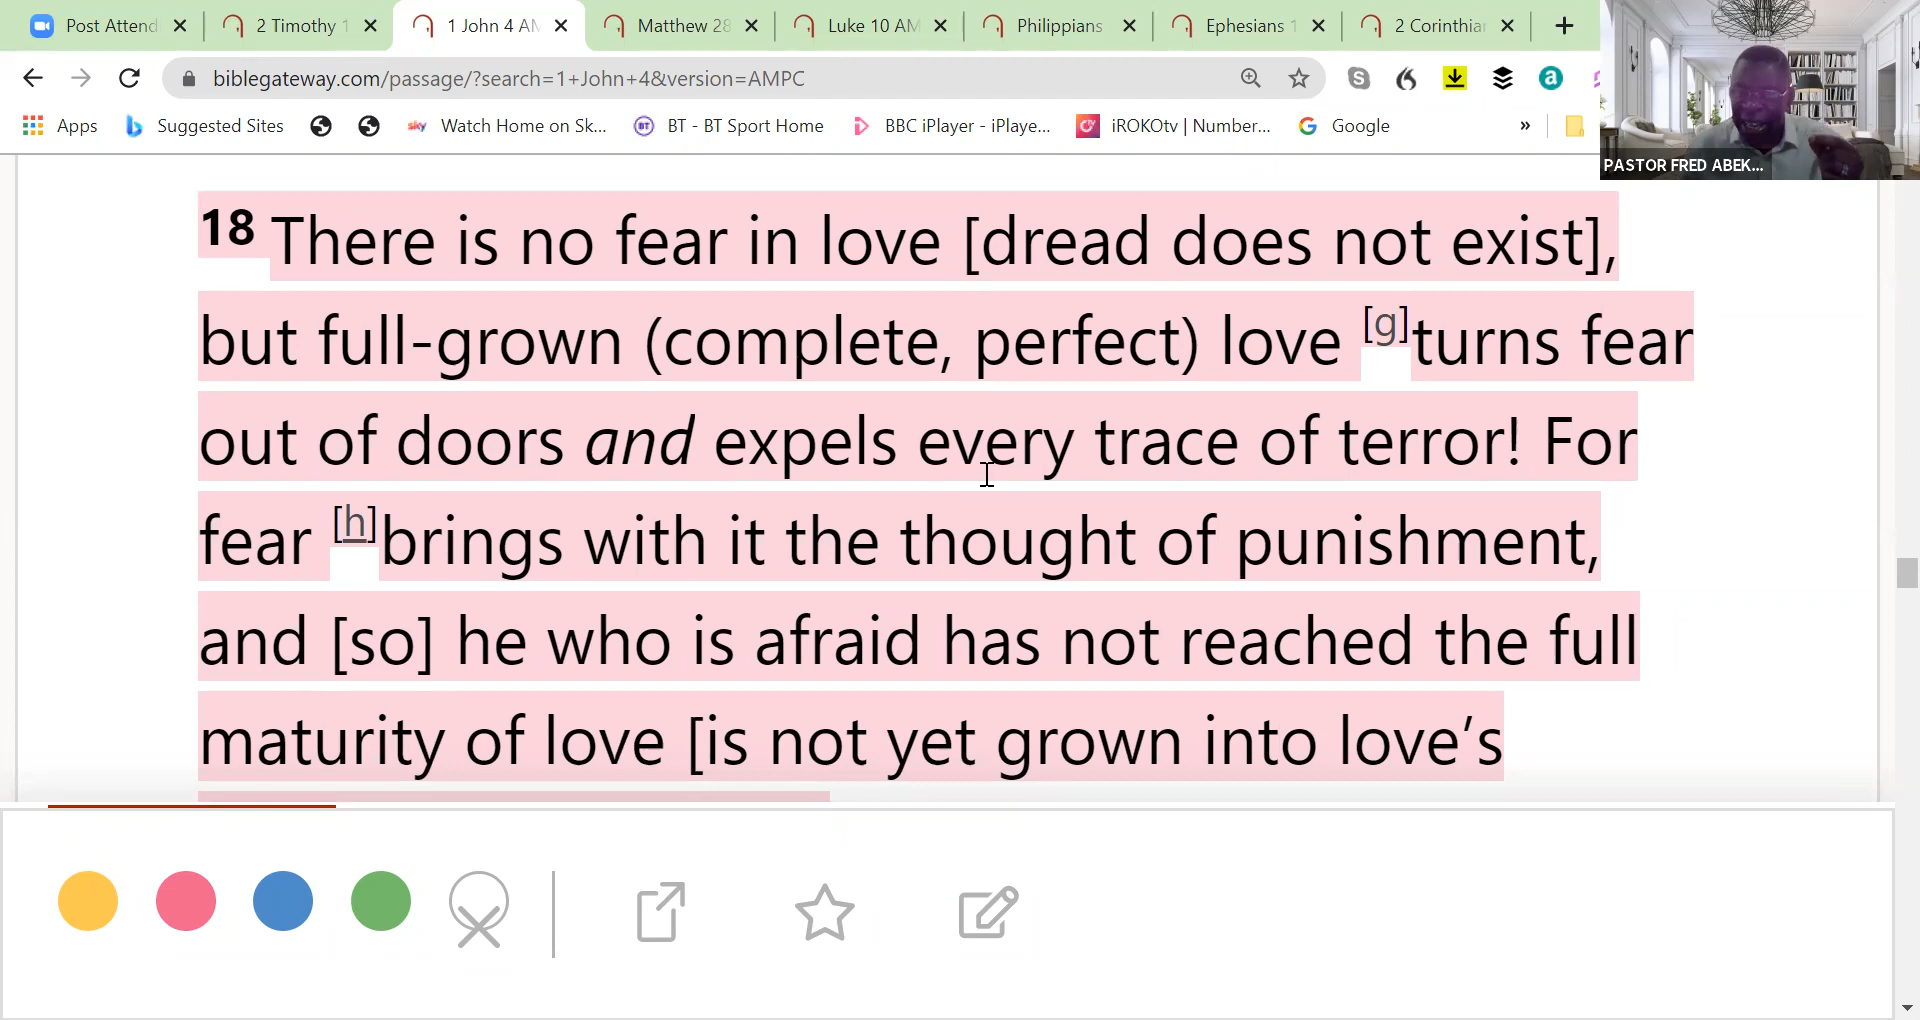 Post Attend
2 Timothy 1
1 John 4 AM
Matthew 28
Luke 10 AM
Philippians
Ephesians 1
2 Corinthian
biblegateway.com/passage/?search=1+John+4&version=AMPC
Apps
Suggested Sites
sky
Watch Home on Sk...
BT
BT - BT Sport Home
BBC iPlayer - iPlaye...
iROKOtv | Number...
Google
»
PASTOR FRED ABEK...
18 There is no fear in love [dread does not exist],
but full-grown (complete, perfect) love [g]turns fear
out of doors and expels every trace of terror! For
fear [h]brings with it the thought of punishment,
and [so] he who is afraid has not reached the full
maturity of love [is not yet grown into love’s